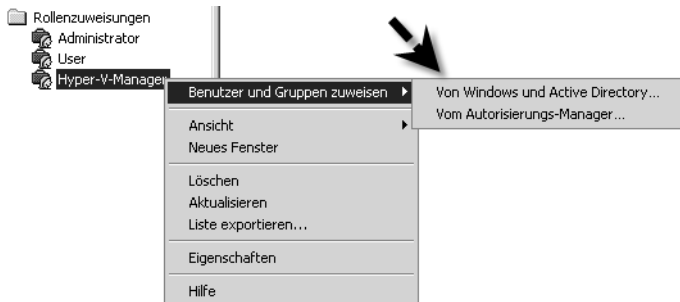 Rollenzuweisungen
Administrator
User
Hyper-V-Manager
Benutzer und Gruppen zuweisen
Von Windows und Active Directory...
Vom Autorisierungs-Manager...
Ansicht
Neues Fenster
Löschen
Aktualisieren
Liste exportieren...
Eigenschaften
Hilfe